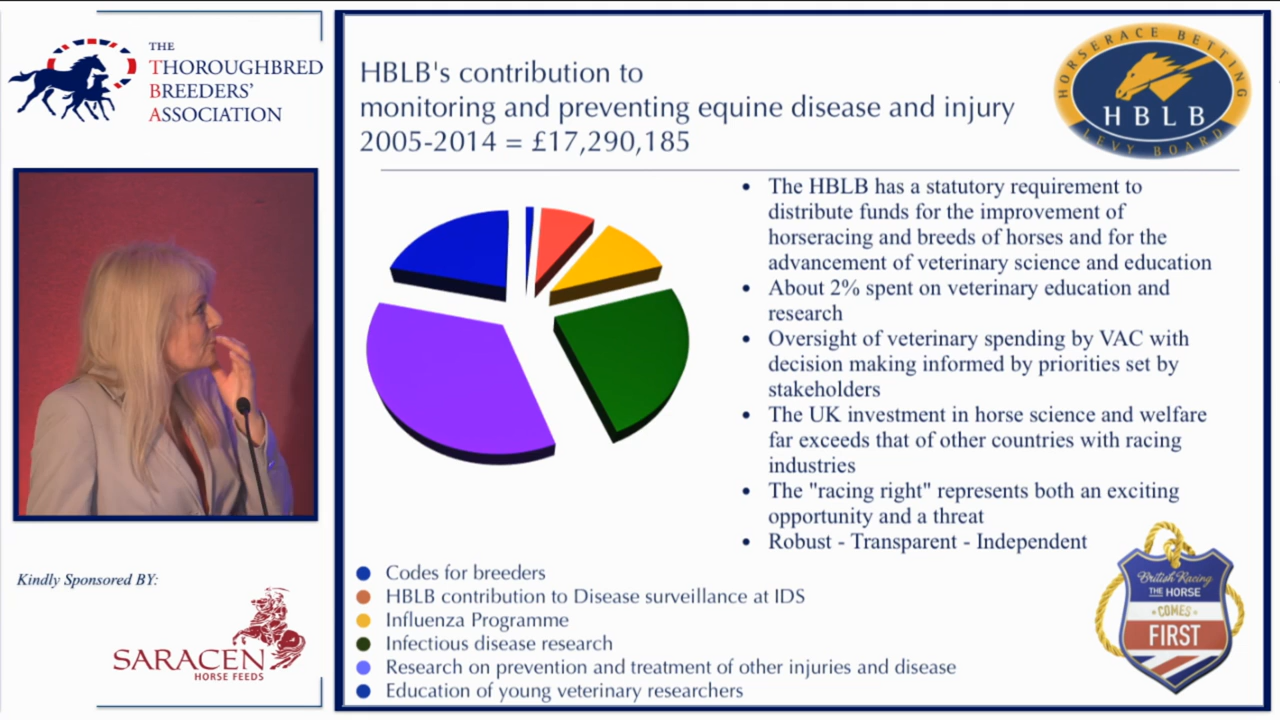 THE
THOROUGHBRED
BREEDERS'
ASSOCIATION
Kindly Sponsored BY:
SARACEN
HORSE FEEDS
HBLB's contribution to
monitoring and preventing equine disease and injury
2005-2014 = £17,290,185
HORSERACE BETTING
HBLB
LEVY BOARD
• The HBLB has a statutory requirement to
distribute funds for the improvement of
horseracing and breeds of horses and for the
advancement of veterinary science and education
• About 2% spent on veterinary education and
research
• Oversight of veterinary spending by VAC with
decision making informed by priorities set by
stakeholders
• The UK investment in horse science and welfare
far exceeds that of other countries with racing
industries
• The "racing right" represents both an exciting
opportunity and a threat
• Robust - Transparent - Independent
Codes for breeders
HBLB contribution to Disease surveillance at IDS
Influenza Programme
Infectious disease research
Research on prevention and treatment of other injuries and disease
Education of young veterinary researchers
British Racing
THE HORSE
COMES
FIRST